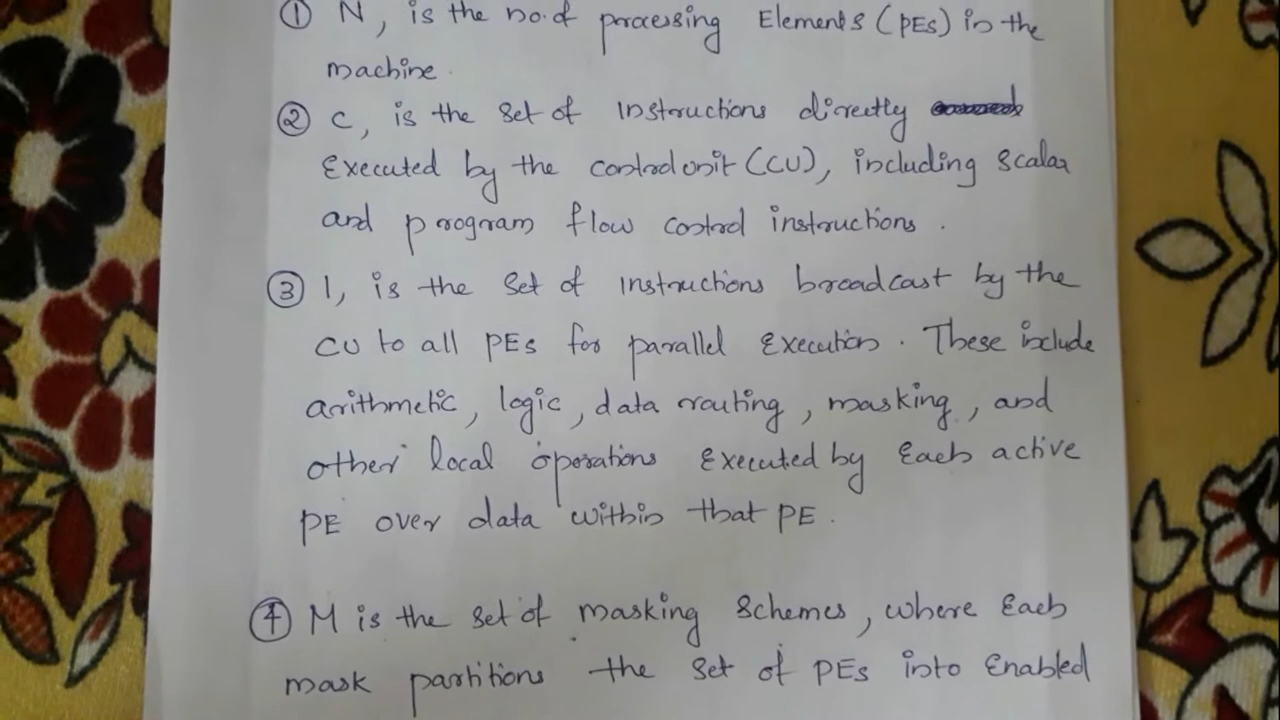 ① N, is the no. of processing Elements (PEs) in the
machine.
② C, is the set of instructions directly
Executed by the control unit (CU), including scalar
and program flow control instructions.
③ I, is the set of instructions broadcast by the
CU to all PEs for parallel Execution. These include
arithmetic, logic, data routing, masking, and
other local operations Executed by Each active
PE over data within that PE.
④ M is the set of masking schemes, where Each
mask partitions the set of PEs into Enabled